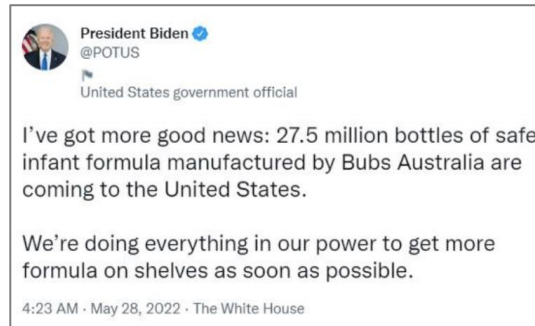 President Biden
@POTUS
United States government official
I've got more good news: 27.5 million bottles of safe
infant formula manufactured by Bubs Australia are
coming to the United States.
We're doing everything in our power to get more
formula on shelves as soon as possible.
4:23 AM · May 28, 2022 · The White House